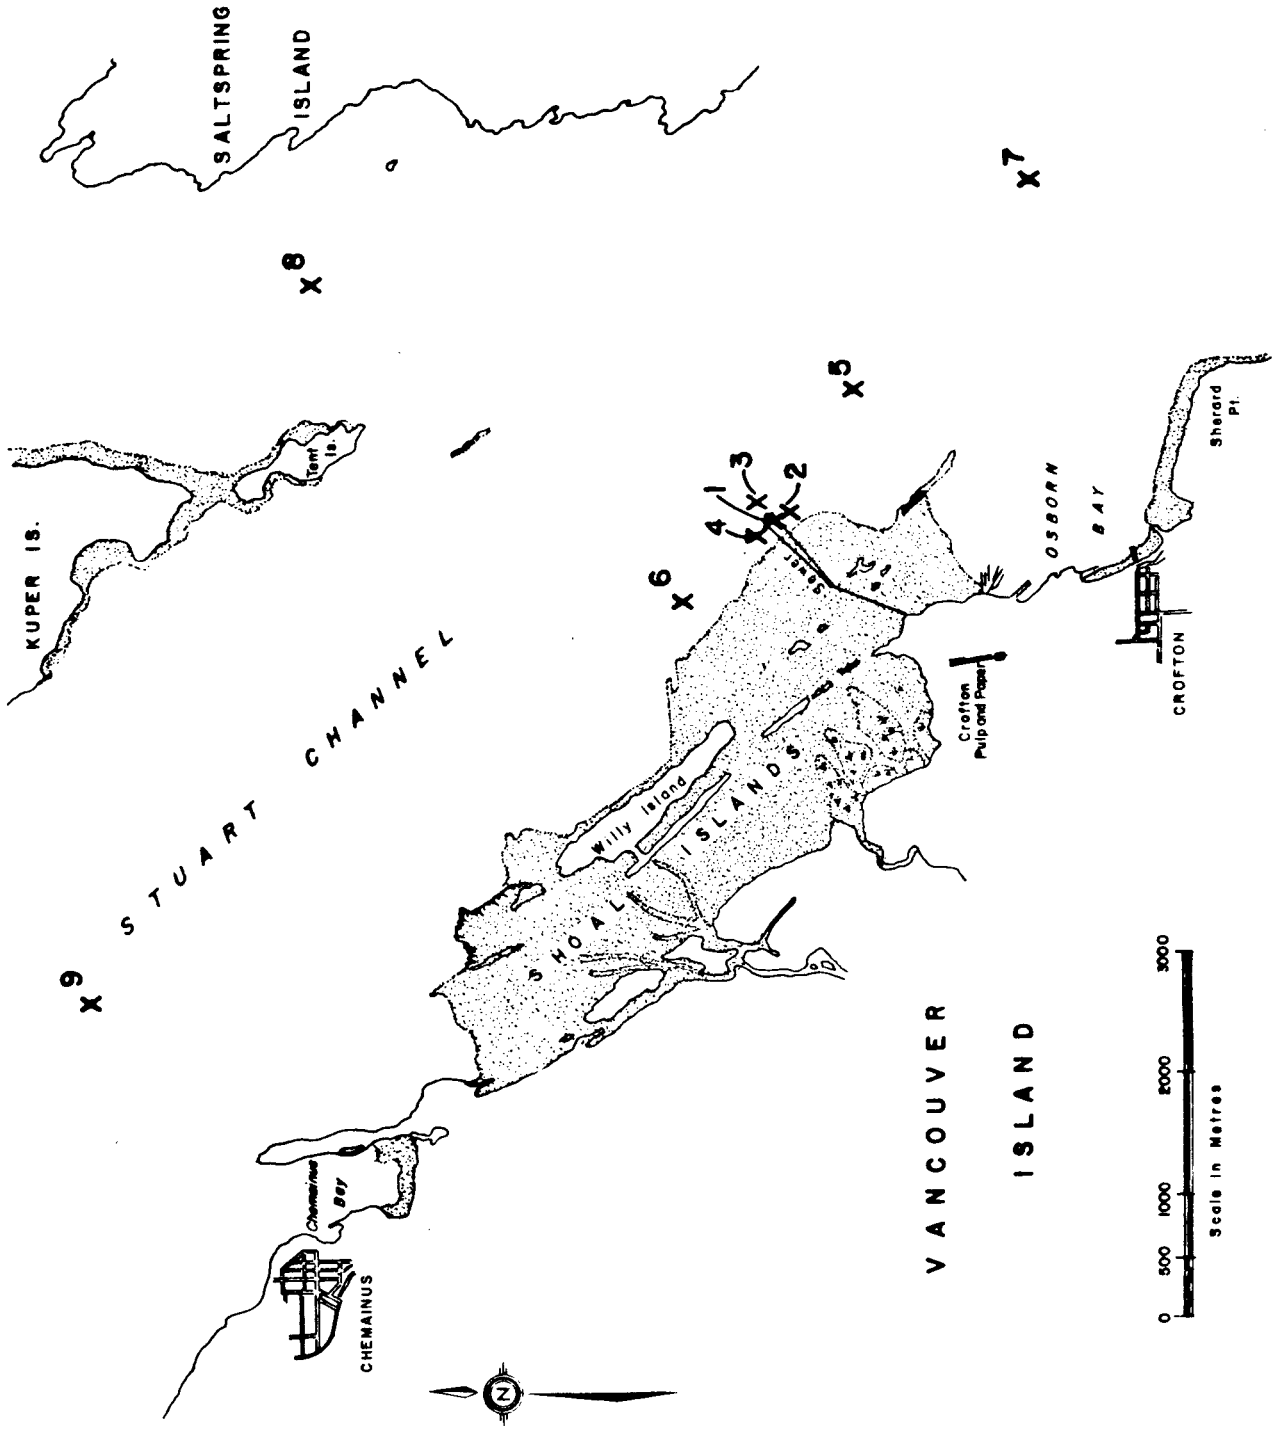 SALTSPRING
ISLAND
KUPER IS.
Tent
Is.
STUART CHANNEL
X 9
X 8
X 7
X 6
X 5
4
1
3
2
Sewer
Willy Island
SHOAL ISLANDS
OSBORN
BAY
Sherard
Pt.
Crofton
Pulp and Paper
CROFTON
Chemainus
Bay
CHEMAINUS
VANCOUVER
ISLAND
N
0 500 1000 2000 3000
Scale in Metres